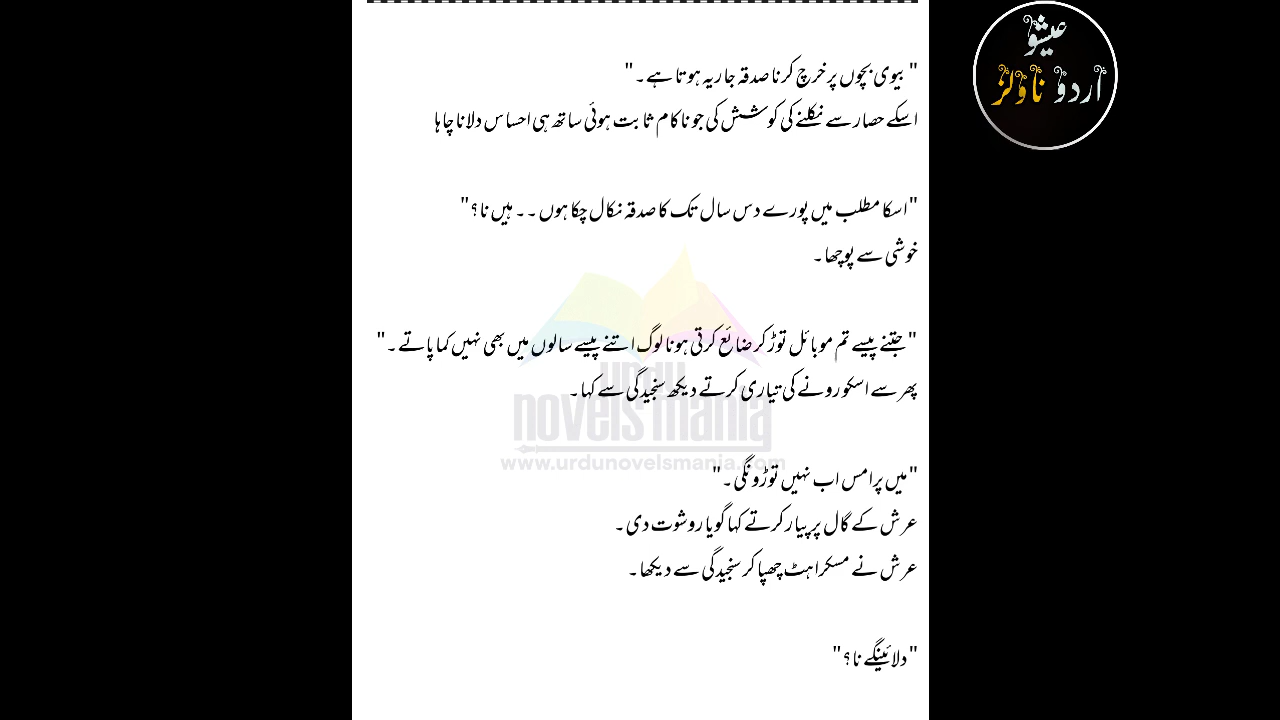 "بیوی بچوں پر خرچ کرنا صدقہ جاریہ ہوتا ہے۔"
اسکے حصار سے نکلنے کی کوشش کی جو ناکام ثابت ہوئی ساتھ ہی احساس دلانا چاہا
"اسکا مطلب میں پورے دس سال تک کا صدقہ نکال چکا ہوں ۔۔ ہیں نا؟"
خوشی سے پوچھا۔
"جتنے پیسے تم موبائل توڑ کر ضائع کرتی ہو نا لوگ اتنے پیسے سالوں میں بھی نہیں کما پاتے ۔"
پھر سے اسکو رونے کی تیاری کرتے دیکھ سنجیدگی سے کہا۔
"میں پرامس اب نہیں توڑونگی۔"
عرش کے گال پر پیار کرتے کہا گویا روشوت دی۔
عرش نے مسکراہٹ چھپا کر سنجیدگی سے دیکھا۔
"دلائینگے نا؟"
عیشو
اردو ناولز
urdu
novels mania
www.urdunovelsmania.com